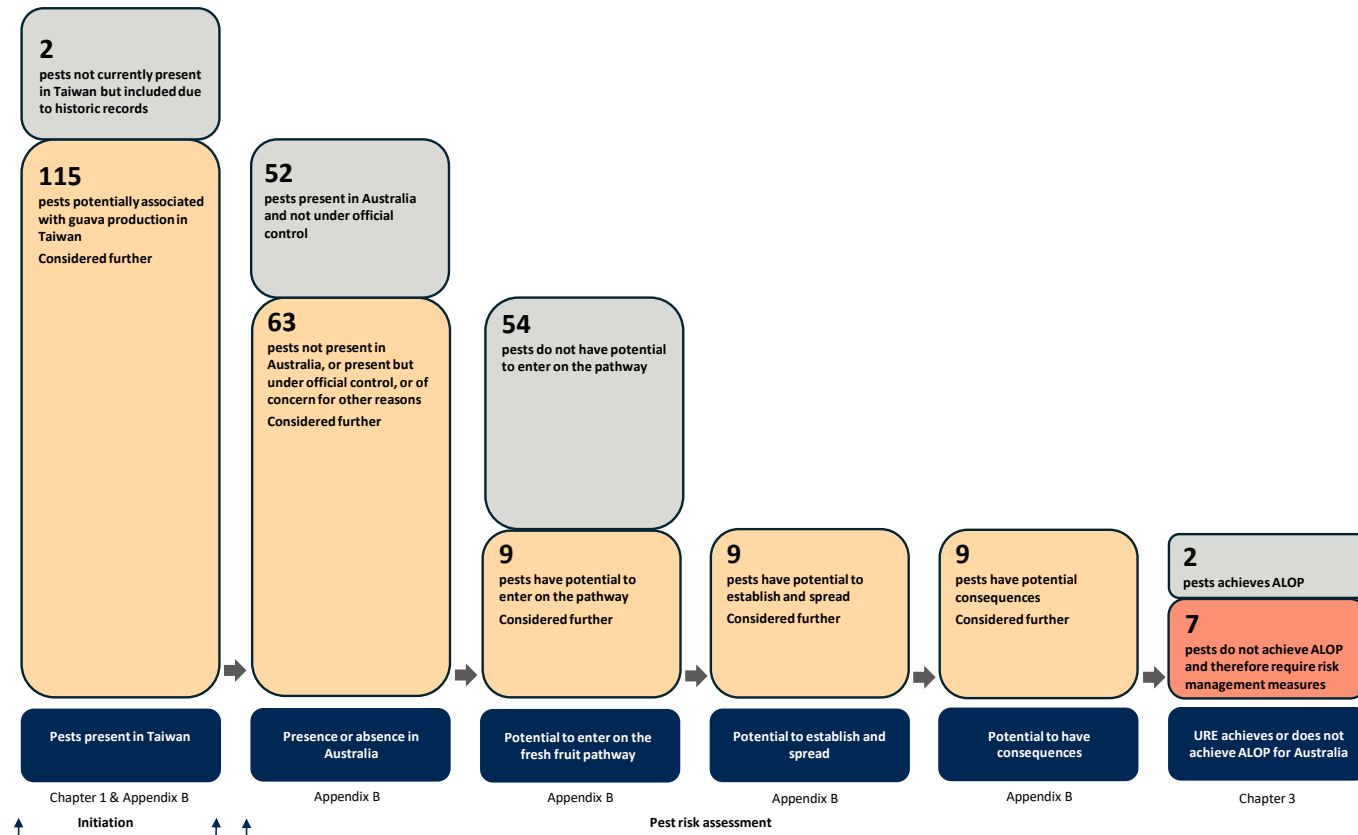 2
pests not currently present
in Taiwan but included due
to historic records
115
pests potentially associated
with guava production in
Taiwan
Considered further
52
pests present in Australia
and not under official
control
63
pests not present in
Australia, or present but
under official control, or of
concern for other reasons
Considered further
54
pests do not have potential
to enter on the pathway
9
pests have potential to
enter on the pathway
Considered further
9
pests have potential to
establish and spread
Considered further
9
pests have potential
consequences
Considered further
2
pests achieves ALOP
7
pests do not achieve ALOP
and therefore require risk
management measures
Pests present in Taiwan
Presence or absence in
Australia
Potential to enter on the
fresh fruit pathway
Potential to establish and
spread
Potential to have
consequences
URE achieves or does not
achieve ALOP for Australia
Chapter 1 & Appendix B
Appendix B
Appendix B
Appendix B
Appendix B
Chapter 3
Initiation
Pest risk assessment